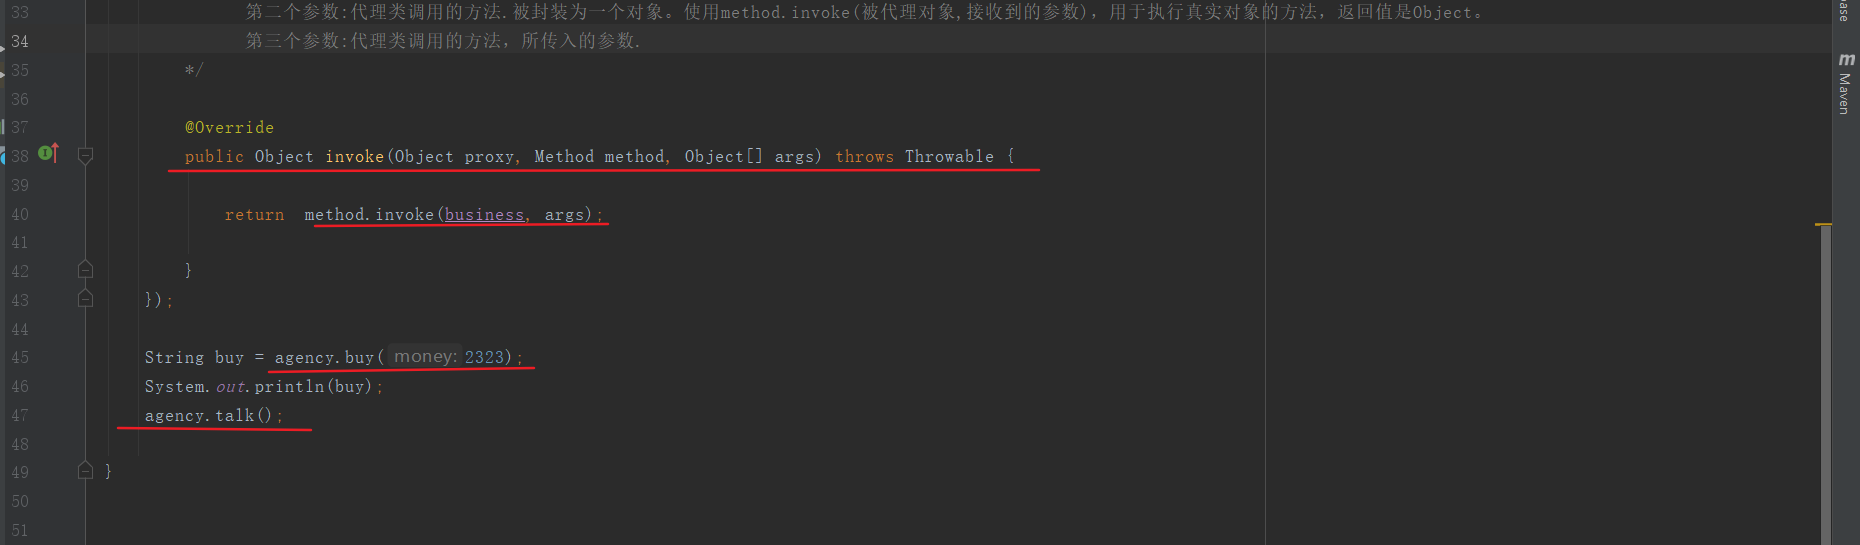 33 第二个参数:代理类调用的方法.被封装为一个对象。使用method.invoke(被代理对象,接收到的参数)，用于执行真实对象的方法，返回值是Object。
34 第三个参数:代理类调用的方法，所传入的参数.
35 */
36
37 @Override
38 public Object invoke(Object proxy, Method method, Object[] args) throws Throwable {
39
40 return  method.invoke(business, args);
41
42 }
43 });
44
45 String buy = agency.buy( money: 2323);
46 System.out.println(buy);
47 agency.talk();
48
49 }
50
51
m Maven